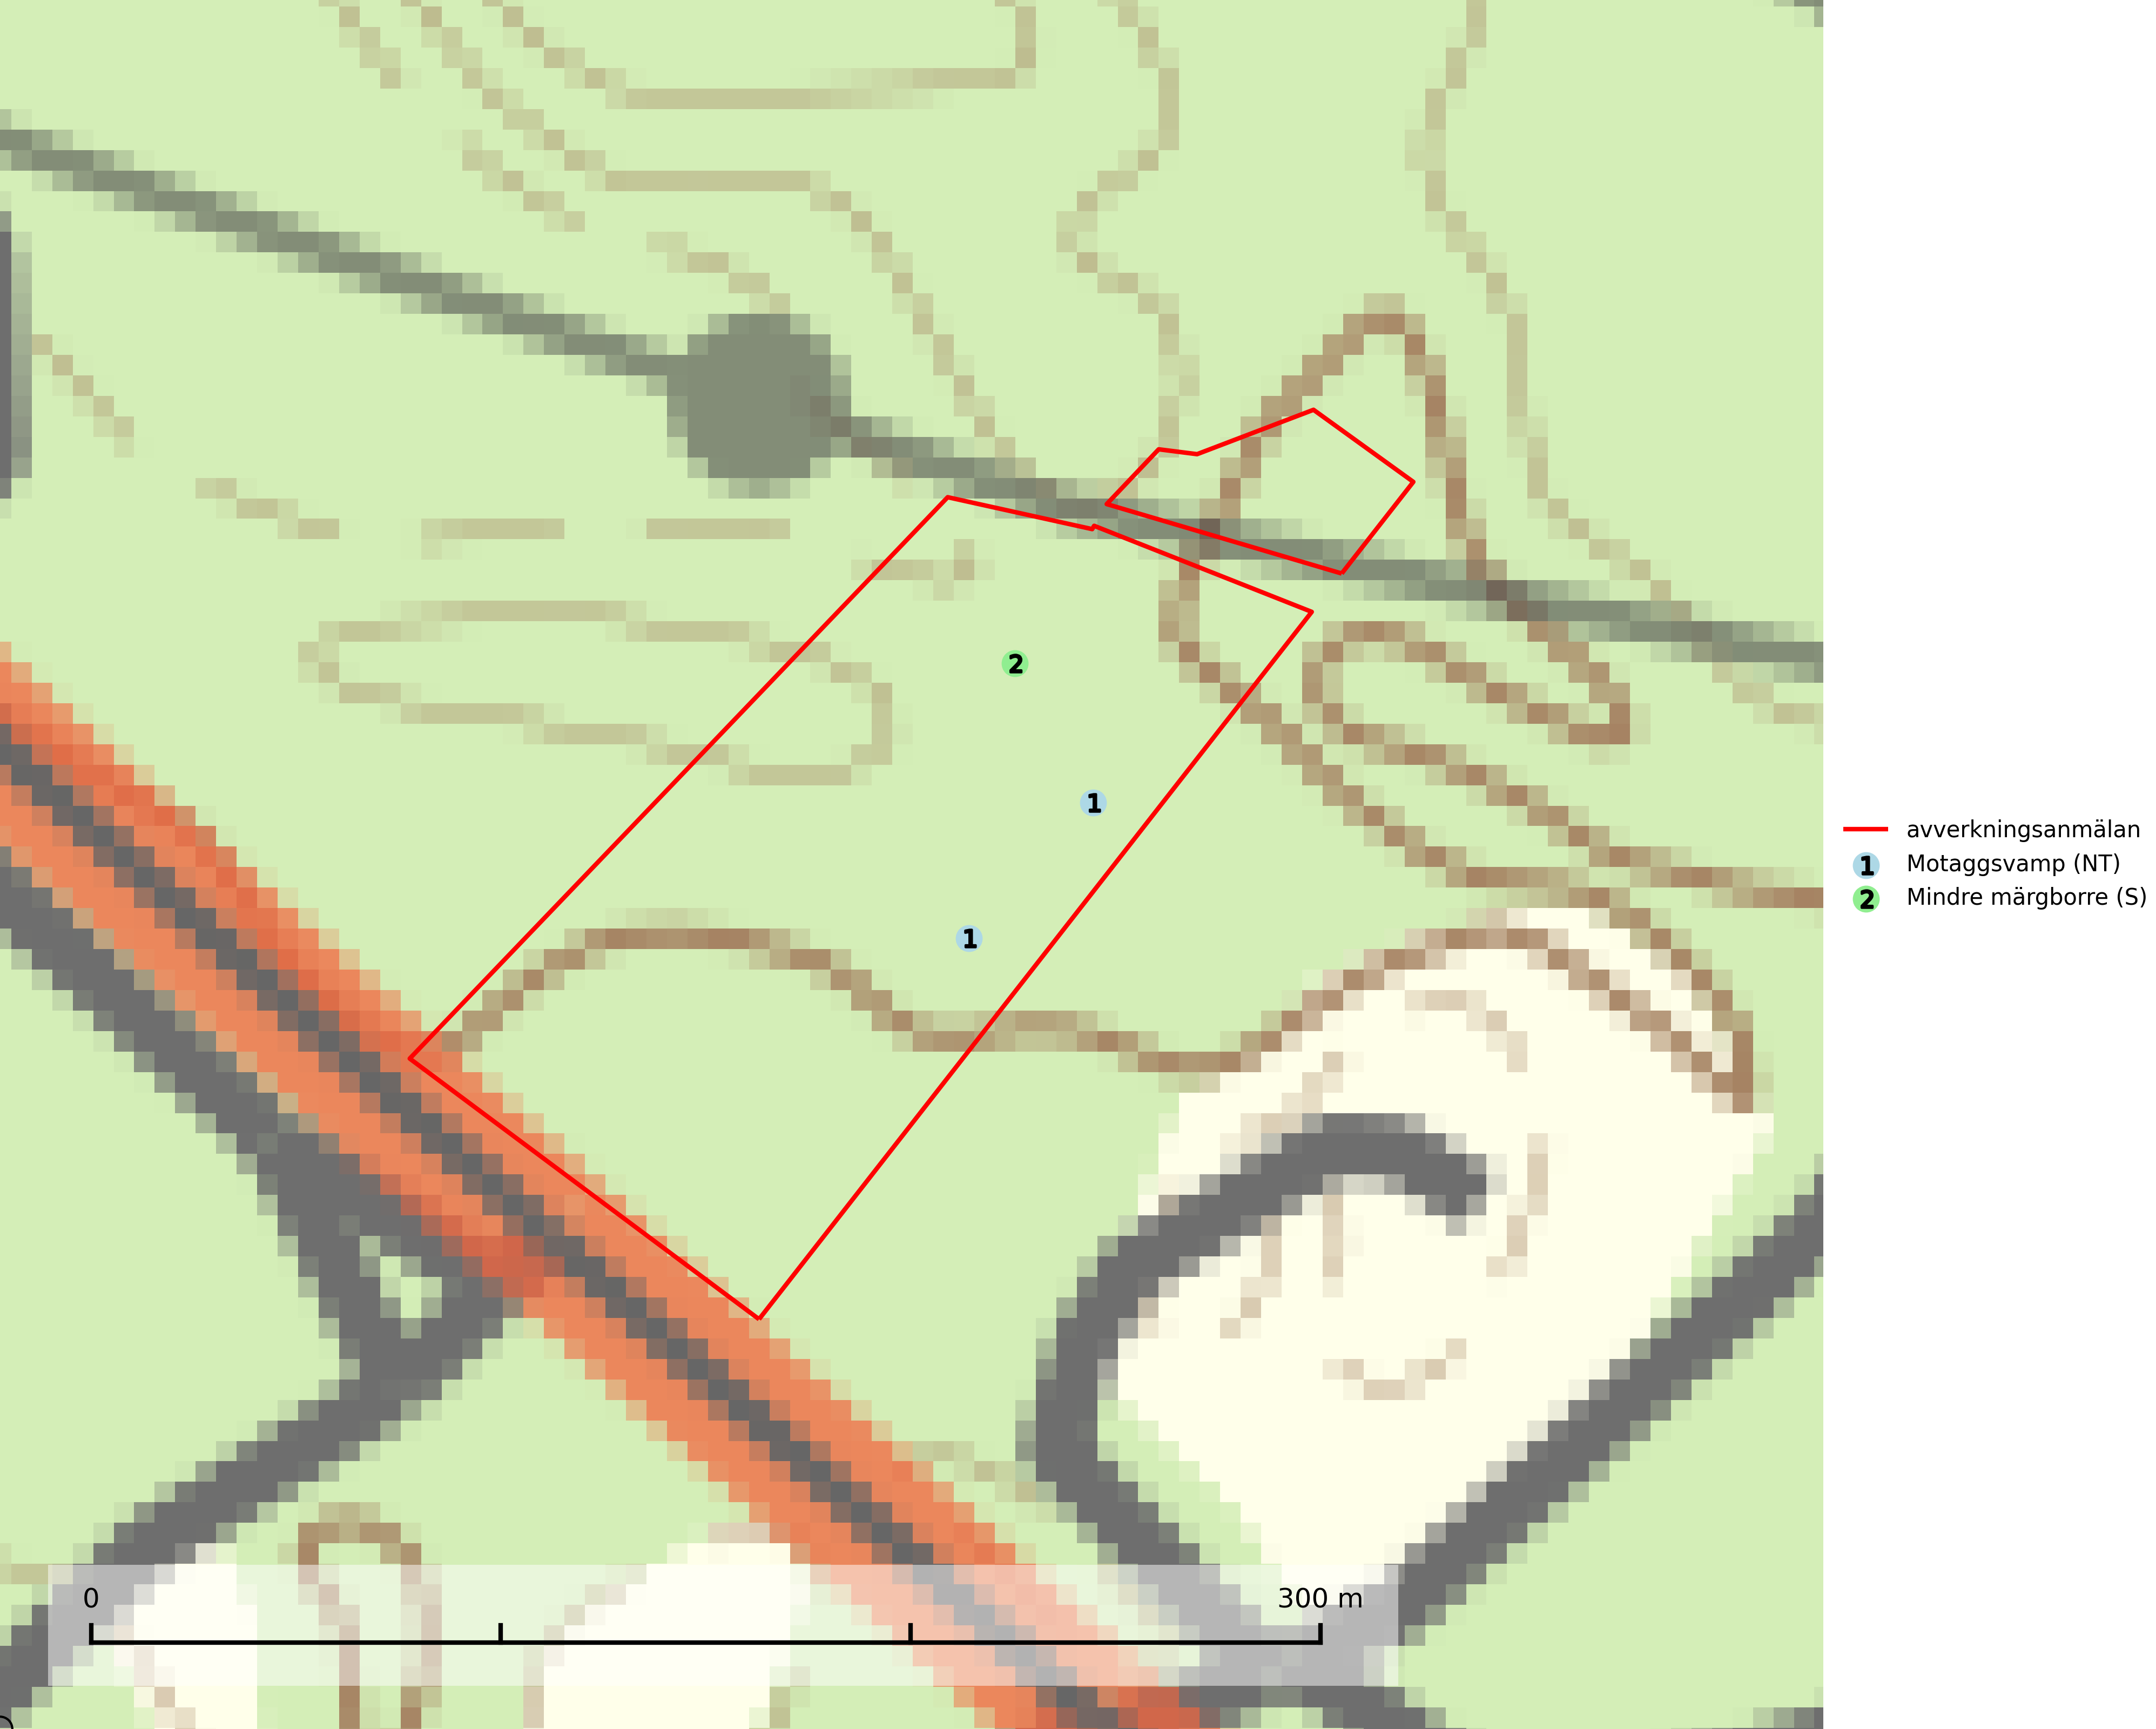 2
1
1
avverkningsanmälan
1 Motaggsvamp (NT)
2 Mindre märgborre (S)
0 300 m